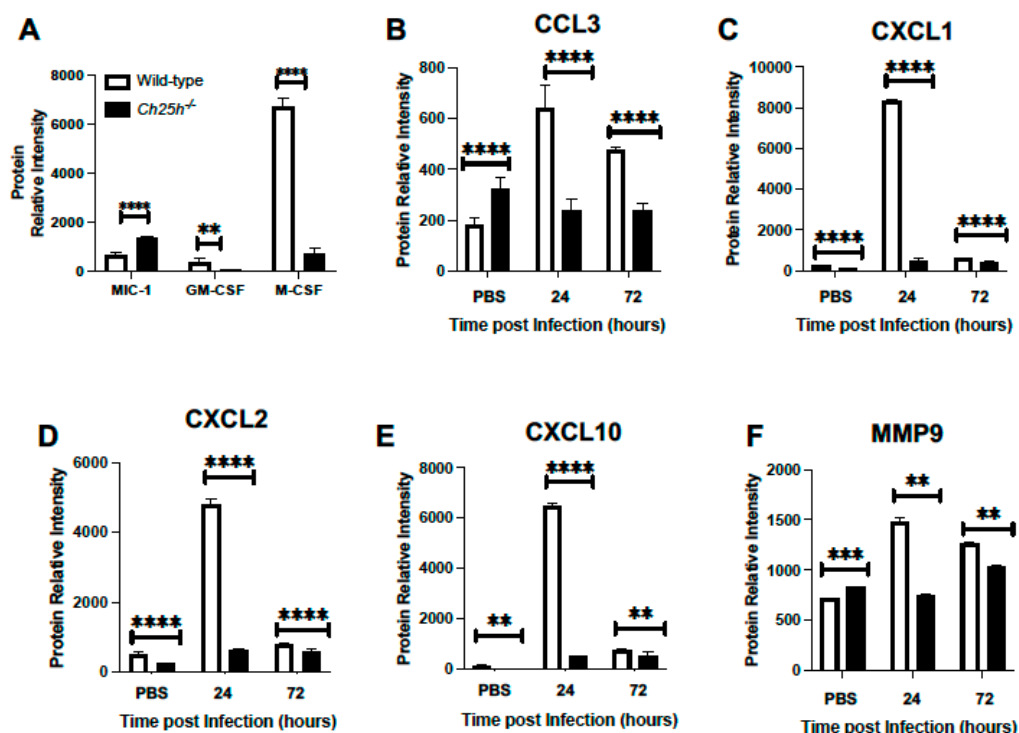 A
8000
6000
4000
2000
0
Protein
Relative Intensity
Wild-type
Ch25h-/-
****
**
****
MIC-1 GM-CSF M-CSF
B
CCL3
800
600
400
200
0
Protein Relative Intensity
****
****
****
PBS 24 72
Time post Infection (hours)
C
CXCL1
10000
8000
6000
4000
2000
0
Protein Relative Intensity
****
****
****
PBS 24 72
Time post Infection (hours)
D
CXCL2
6000
4000
2000
0
Protein Relative Intensity
****
****
****
PBS 24 72
Time post Infection (hours)
E
CXCL10
8000
6000
4000
2000
0
Protein Relative Intensity
**
****
**
PBS 24 72
Time post Infection (hours)
F
MMP9
2000
1500
1000
500
0
Protein Relative Intensity
***
**
**
PBS 24 72
Time post Infection (hours)